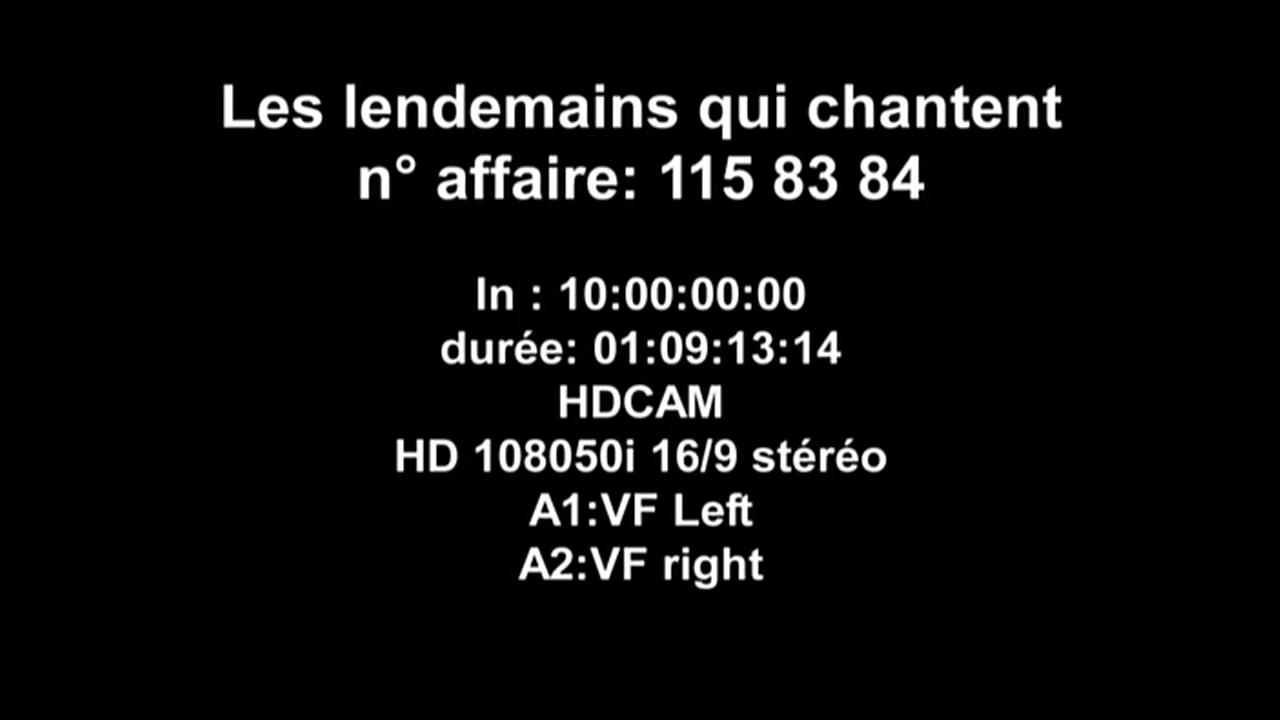 Les lendemains qui chantent
n° affaire: 115 83 84
In : 10:00:00:00
durée: 01:09:13:14
HDCAM
HD 108050i 16/9 stéréo
A1:VF Left
A2:VF right